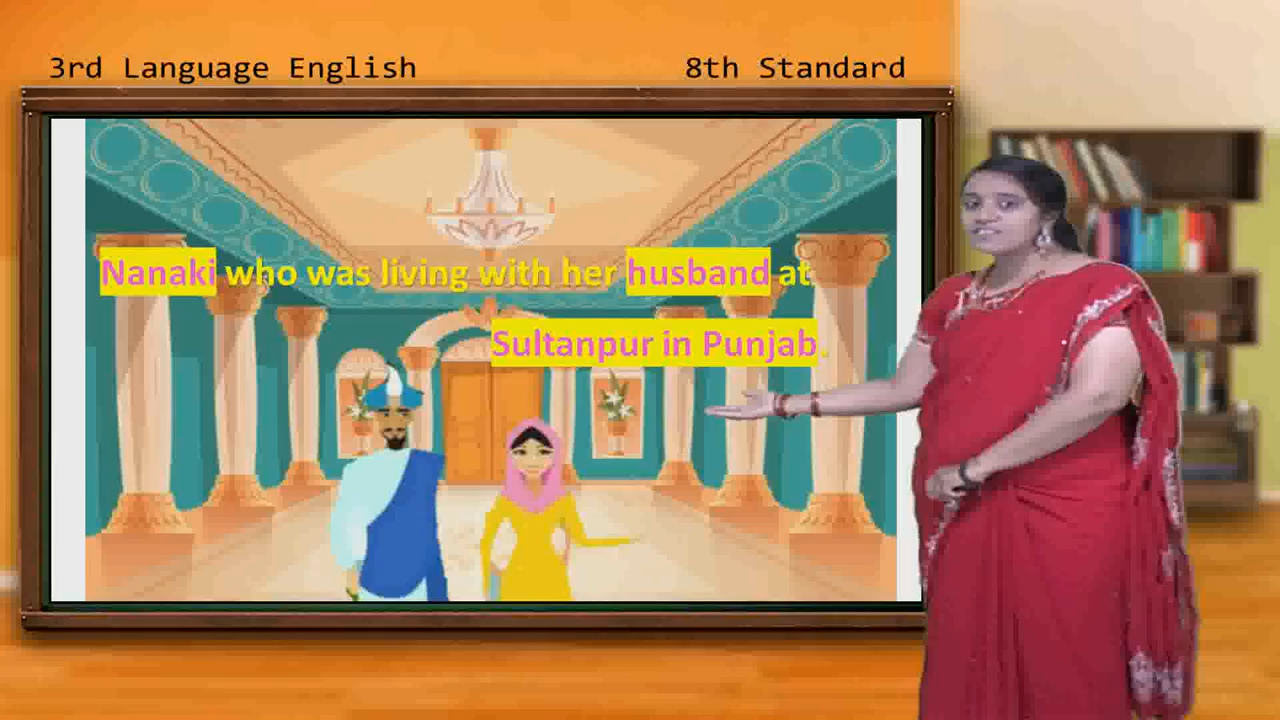 3rd Language English
8th Standard
Nanaki who was living with her husband at
Sultanpur in Punjab.